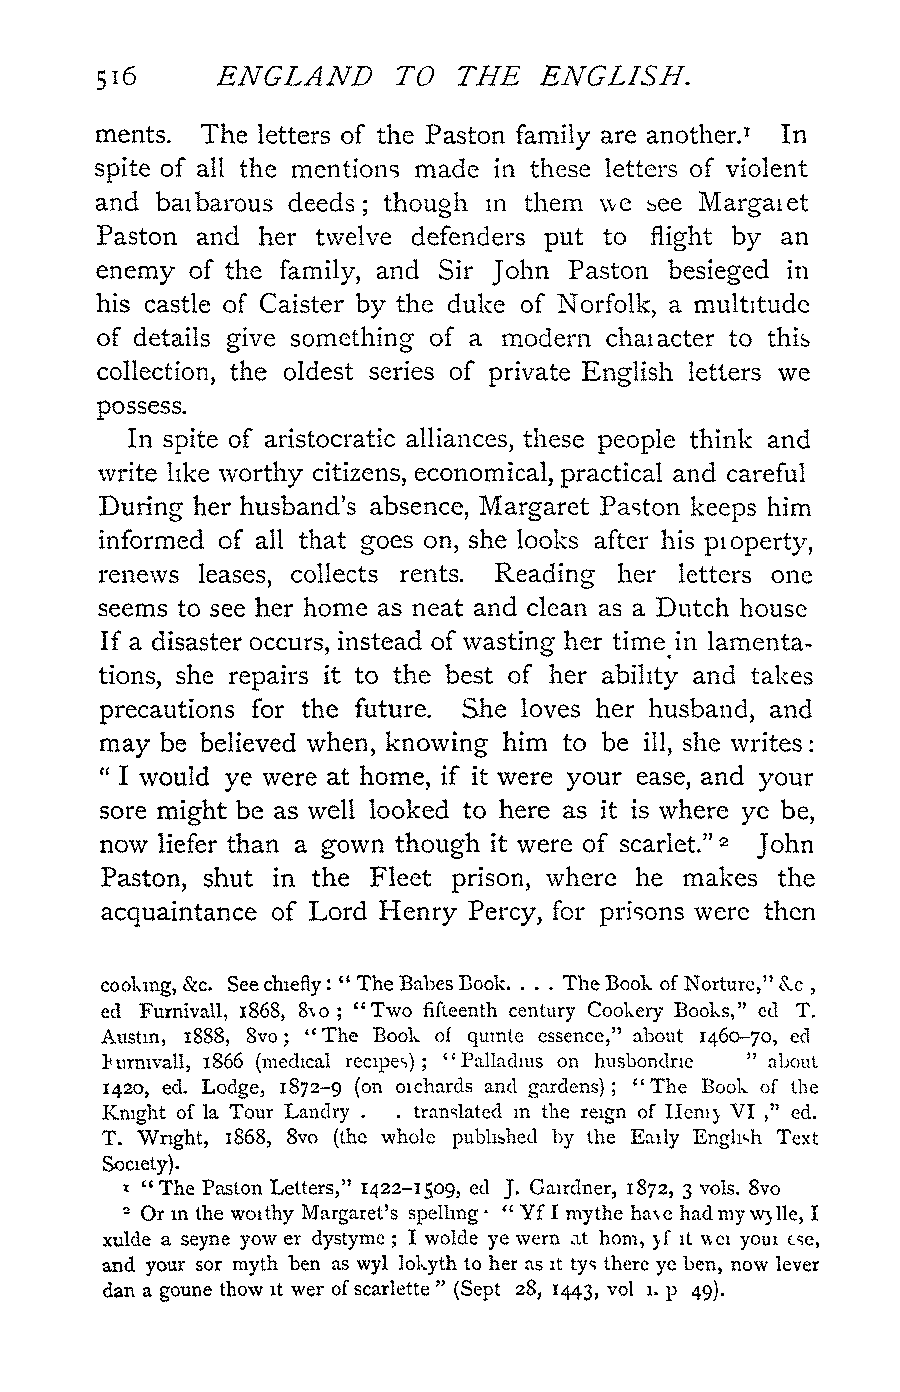 516 ENGLAND TO THE ENGLISH.
ments. The letters of the Paston family are another.¹ In
spite of all the mentions made in these letters of violent
and barbarous deeds; though in them we see Margaret
Paston and her twelve defenders put to flight by an
enemy of the family, and Sir John Paston besieged in
his castle of Caister by the duke of Norfolk, a multitude
of details give something of a modern character to this
collection, the oldest series of private English letters we
possess.
In spite of aristocratic alliances, these people think and
write like worthy citizens, economical, practical and careful
During her husband's absence, Margaret Paston keeps him
informed of all that goes on, she looks after his property,
renews leases, collects rents. Reading her letters one
seems to see her home as neat and clean as a Dutch house
If a disaster occurs, instead of wasting her time in lamenta-
tions, she repairs it to the best of her ability and takes
precautions for the future. She loves her husband, and
may be believed when, knowing him to be ill, she writes:
“I would ye were at home, if it were your ease, and your
sore might be as well looked to here as it is where ye be,
now liefer than a gown though it were of scarlet.”² John
Paston, shut in the Fleet prison, where he makes the
acquaintance of Lord Henry Percy, for prisons were then
cooking, &c. See chiefly: “The Babes Book. . . . The Book of Norture,” &c,
ed Furnivall, 1868, 8vo; “Two fifteenth century Cookery Books,” ed T.
Austin, 1888, 8vo; “The Book of quinte essence,” about 1460–70, ed
Furnivall, 1866 (medical recipes); “Palladius on husbondrie ” about
1420, ed. Lodge, 1872–9 (on orchards and gardens); “The Book of the
Knight of la Tour Landry . . translated in the reign of Henry VI,” ed.
T. Wright, 1868, 8vo (the whole published by the Early English Text
Society).
¹ “The Paston Letters,” 1422–1509, ed J. Gairdner, 1872, 3 vols. 8vo
² Or in the worthy Margaret's spelling· “Yf I mythe have had my wylle, I
xulde a seyne yow er dystyme; I wolde ye wern at hom, yf it wer your ese,
and your sor myth ben as wyl lokyth to her as it tys there ye ben, now lever
dan a goune thow it wer of scarlette” (Sept 28, 1443, vol i. p 49).